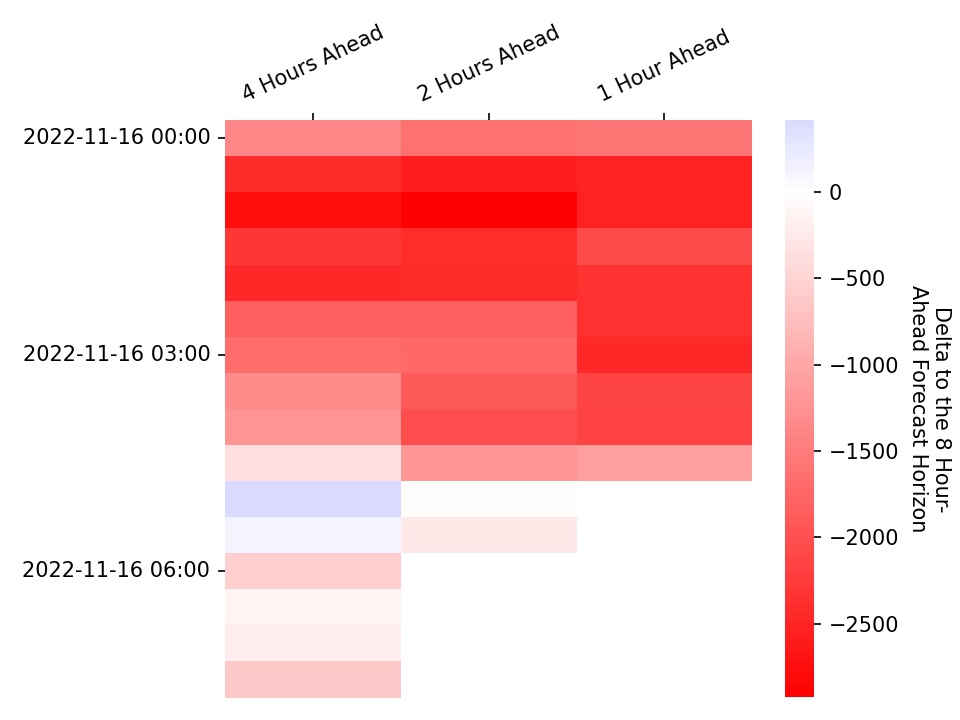 4 Hours Ahead
2 Hours Ahead
1 Hour Ahead
2022-11-16 00:00
2022-11-16 03:00
2022-11-16 06:00
0
−500
−1000
−1500
−2000
−2500
Delta to the 8 Hour-
Ahead Forecast Horizon